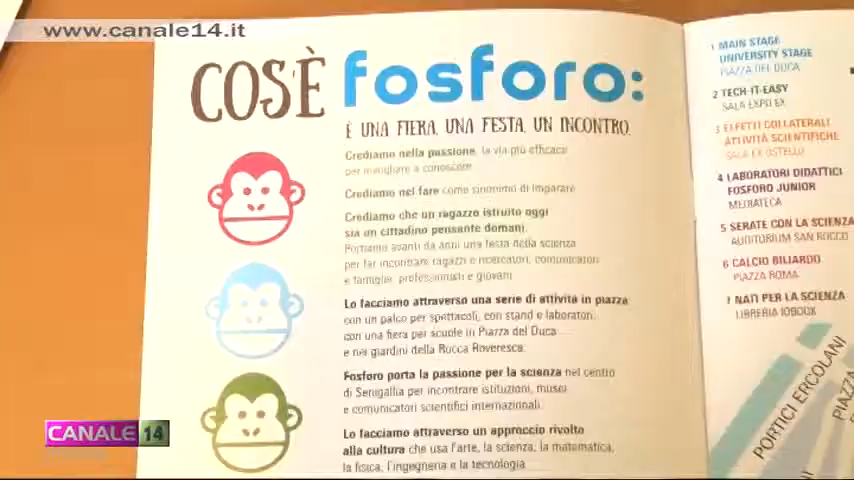 www.canale14.it
COS'È fosforo:
È UNA FIERA, UNA FESTA, UN INCONTRO.
Crediamo nella passione, la via più efficace
per invogliare a conoscere.
Crediamo nel fare come sinonimo di imparare
Crediamo che un ragazzo istruito oggi
sia un cittadino pensante domani.
Portiamo avanti da anni una festa della scienza
per far incontrare ragazzi e ricercatori, comunicatori
e famiglie, professionisti e giovani.
Lo facciamo attraverso una serie di attività in piazza
con un palco per spettacoli, con stand e laboratori,
con una fiera per scuole in Piazza del Duca
e nei giardini della Rocca Roveresca.
Fosforo porta la passione per la scienza nel centro
di Senigallia per incontrare istituzioni, musei
e comunicatori scientifici internazionali.
Lo facciamo attraverso un approccio rivolto
alla cultura che usa l'arte, la scienza, la matematica,
la fisica, l'ingegneria e la tecnologia.
1 MAIN STAGE
UNIVERSITY STAGE
PIAZZA DEL DUCA
2 TECH-IT-EASY
SALA EXPO EX
3 EFFETTI COLLATERALI
ATTIVITÀ SCIENTIFICHE
SALA EX OSTELLO
4 LABORATORI DIDATTICI
FOSFORO JUNIOR
MEDIATECA
5 SERATE CON LA SCIENZA
AUDITORIUM SAN ROCCO
6 CALCIO BILIARDO
PIAZZA ROMA
7 NATI PER LA SCIENZA
LIBRERIA IOBOOK
PORTICI ERCOLANI
PIAZZA
CANALE 14